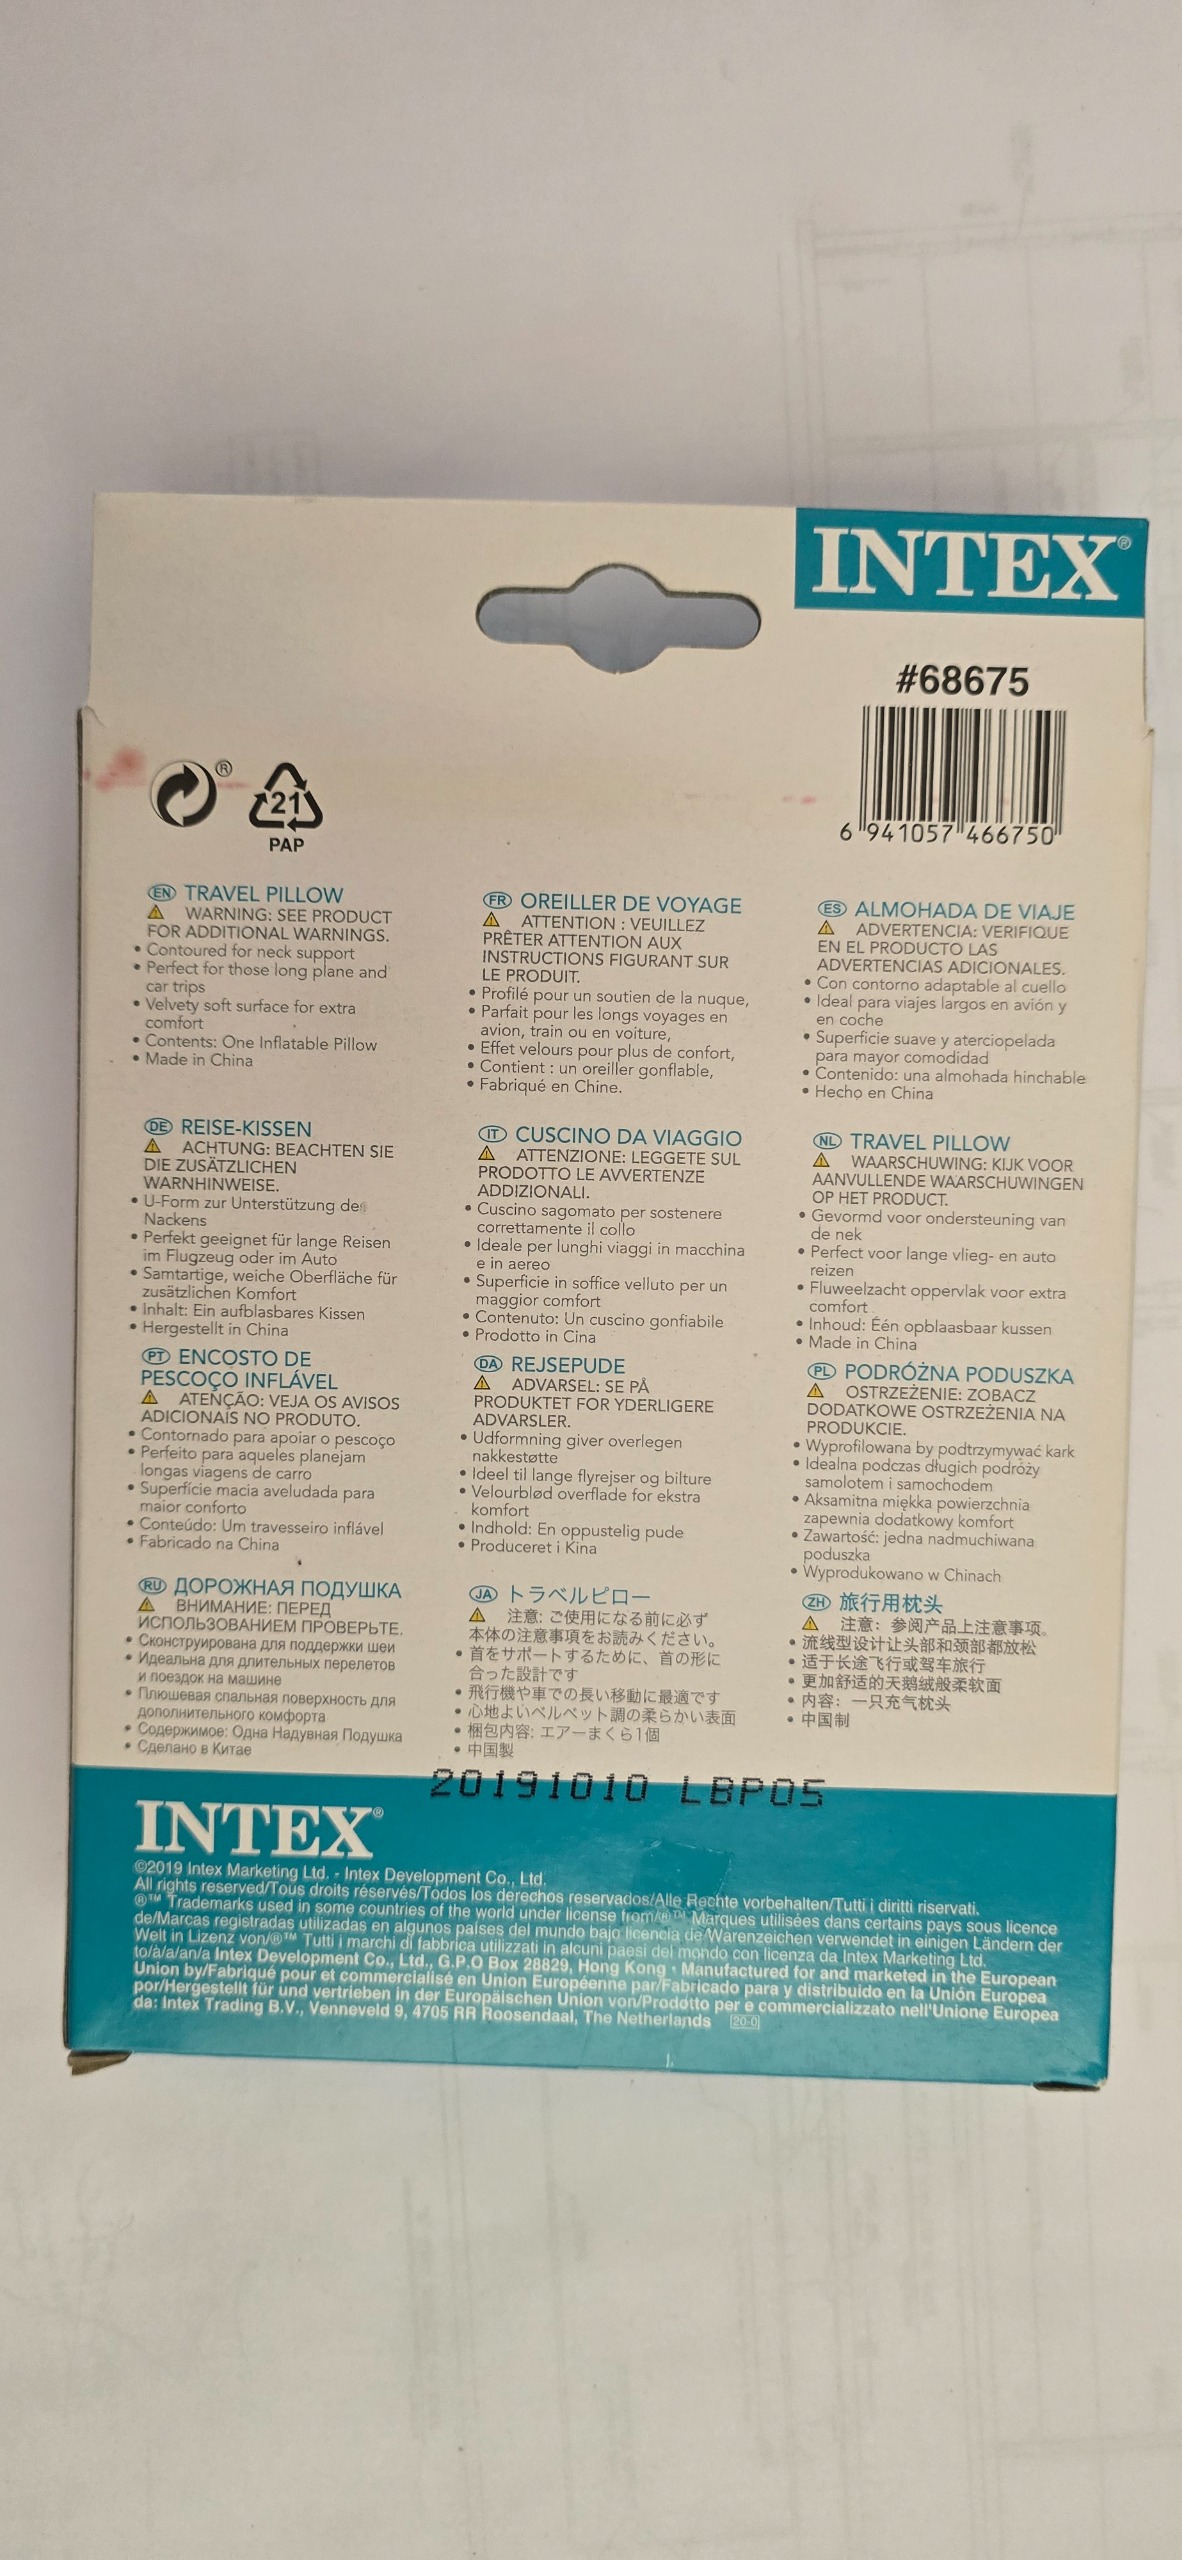 INTEX®
#68675
6 941057 466750
®
21
PAP
EN TRAVEL PILLOW
WARNING: SEE PRODUCT
FOR ADDITIONAL WARNINGS.
• Contoured for neck support
• Perfect for those long plane and
car trips
• Velvety soft surface for extra
comfort
• Contents: One Inflatable Pillow
• Made in China
FR OREILLER DE VOYAGE
ATTENTION : VEUILLEZ
PRÊTER ATTENTION AUX
INSTRUCTIONS FIGURANT SUR
LE PRODUIT.
• Profilé pour un soutien de la nuque,
• Parfait pour les longs voyages en
avion, train ou en voiture,
• Effet velours pour plus de confort,
• Contient : un oreiller gonflable,
• Fabriqué en Chine.
ES ALMOHADA DE VIAJE
ADVERTENCIA: VERIFIQUE
EN EL PRODUCTO LAS
ADVERTENCIAS ADICIONALES.
• Con contorno adaptable al cuello
• Ideal para viajes largos en avión y
en coche
• Superficie suave y aterciopelada
para mayor comodidad
• Contenido: una almohada hinchable
• Hecho en China
DE REISE-KISSEN
ACHTUNG: BEACHTEN SIE
DIE ZUSÄTZLICHEN
WARNHINWEISE.
• U-Form zur Unterstützung des
Nackens
• Perfekt geeignet für lange Reisen
im Flugzeug oder im Auto
• Samtartige, weiche Oberfläche für
zusätzlichen Komfort
• Inhalt: Ein aufblasbares Kissen
• Hergestellt in China
IT CUSCINO DA VIAGGIO
ATTENZIONE: LEGGETE SUL
PRODOTTO LE AVVERTENZE
ADDIZIONALI.
• Cuscino sagomato per sostenere
correttamente il collo
• Ideale per lunghi viaggi in macchina
e in aereo
• Superficie in soffice velluto per un
maggior comfort
• Contenuto: Un cuscino gonfiabile
• Prodotto in Cina
NL TRAVEL PILLOW
WAARSCHUWING: KIJK VOOR
AANVULLENDE WAARSCHUWINGEN
OP HET PRODUCT.
• Gevormd voor ondersteuning van
de nek
• Perfect voor lange vlieg- en auto
reizen
• Fluweelzacht oppervlak voor extra
comfort
• Inhoud: Één opblaasbaar kussen
• Made in China
PT ENCOSTO DE
PESCOÇO INFLÁVEL
ATENÇÃO: VEJA OS AVISOS
ADICIONAIS NO PRODUTO.
• Contornado para apoiar o pescoço
• Perfeito para aqueles planejam
longas viagens de carro
• Superfície macia aveludada para
maior conforto
• Conteúdo: Um travesseiro inflável
• Fabricado na China
DA REJSEPUDE
ADVARSEL: SE PÅ
PRODUKTET FOR YDERLIGERE
ADVARSLER.
• Udformning giver overlegen
nakkestøtte
• Ideel til lange flyrejser og bilture
• Velourblød overflade for ekstra
komfort
• Indhold: En oppustelig pude
• Produceret i Kina
PL PODRÓŻNA PODUSZKA
OSTRZEŻENIE: ZOBACZ
DODATKOWE OSTRZEŻENIA NA
PRODUKCIE.
• Wyprofilowana by podtrzymywać kark
• Idealna podczas długich podróży
samolotem i samochodem
• Aksamitna miękka powierzchnia
zapewnia dodatkowy komfort
• Zawartość: jedna nadmuchiwana
poduszka
• Wyprodukowano w Chinach
RU ДОРОЖНАЯ ПОДУШКА
ВНИМАНИЕ: ПЕРЕД
ИСПОЛЬЗОВАНИЕМ ПРОВЕРЬТЕ.
• Сконструирована для поддержки шеи
• Идеальна для длительных перелетов
и поездок на машине
• Плюшевая спальная поверхность для
дополнительного комфорта
• Содержимое: Одна Надувная Подушка
• Сделано в Китае
JA トラベルピロー
注意: ご使用になる前に必ず
本体の注意事項をお読みください。
• 首をサポートするために、首の形に
合った設計です
• 飛行機や車での長い移動に最適です
• 心地よいベルベット調の柔らかい表面
• 梱包内容: エアーまくら1個
• 中国製
ZH 旅行用枕头
注意：参阅产品上注意事项。
• 流线型设计让头部和颈部都放松
• 适于长途飞行或驾车旅行
• 更加舒适的天鹅绒般柔软面
• 内容：一只充气枕头
• 中国制
20191010 LBP05
INTEX®
©2019 Intex Marketing Ltd. - Intex Development Co., Ltd.
All rights reserved/Tous droits réservés/Todos los derechos reservados/Alle Rechte vorbehalten/Tutti i diritti riservati.
®™ Trademarks used in some countries of the world under license from/®™ Marques utilisées dans certains pays sous licence
de/Marcas registradas utilizadas en algunos países del mundo bajo licencia de/Warenzeichen verwendet in einigen Ländern der
Welt in Lizenz von/®™ Tutti i marchi di fabbrica utilizzati in alcuni paesi del mondo con licenza da Intex Marketing Ltd.
to/à/a/an/a Intex Development Co., Ltd., G.P.O Box 28829, Hong Kong • Manufactured for and marketed in the European
Union by/Fabriqué pour et commercialisé en Union Européenne par/Fabricado para y distribuido en la Unión Europea
por/Hergestellt für und vertrieben in der Europäischen Union von/Prodotto per e commercializzato nell'Unione Europea
da: Intex Trading B.V., Venneveld 9, 4705 RR Roosendaal, The Netherlands 20-0